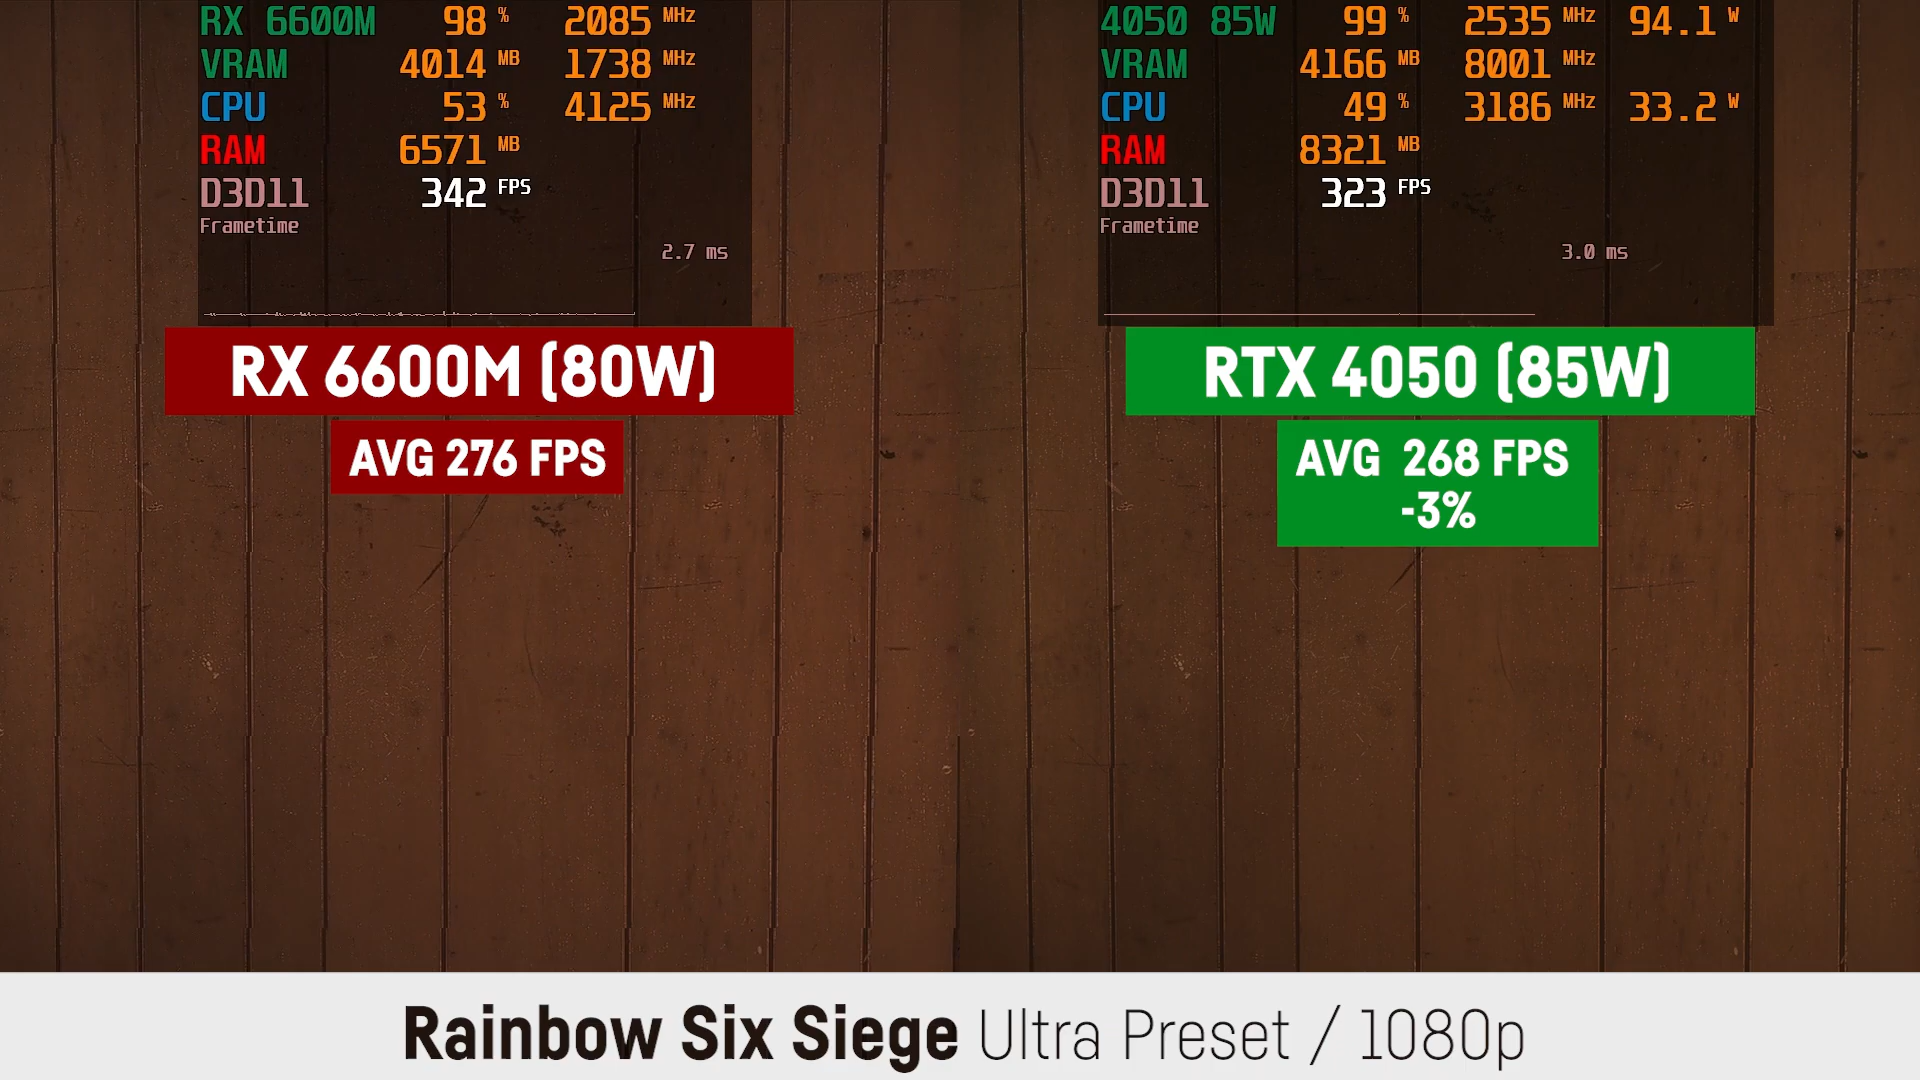 RX 6600M 98 % 2085 MHz
VRAM 4014 MB 1738 MHz
CPU 53 % 4125 MHz
RAM 6571 MB
D3D11 342 FPS
Frametime
2.7 ms
RX 6600M (80W)
AVG 276 FPS
4050 85W 99 % 2535 MHz 94.1 W
VRAM 4166 MB 8001 MHz
CPU 49 % 3186 MHz 33.2 W
RAM 8321 MB
D3D11 323 FPS
Frametime
3.0 ms
RTX 4050 (85W)
AVG 268 FPS
-3%
Rainbow Six Siege Ultra Preset / 1080p